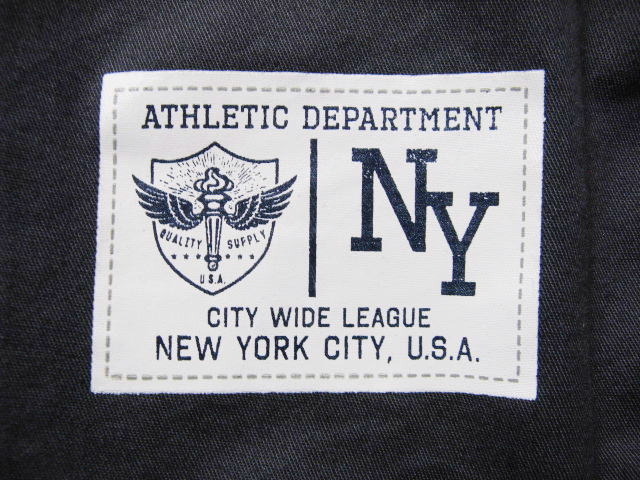 ATHLETIC DEPARTMENT
QUALITY SUPPLY
U.S.A.
NY
CITY WIDE LEAGUE
NEW YORK CITY, U.S.A.